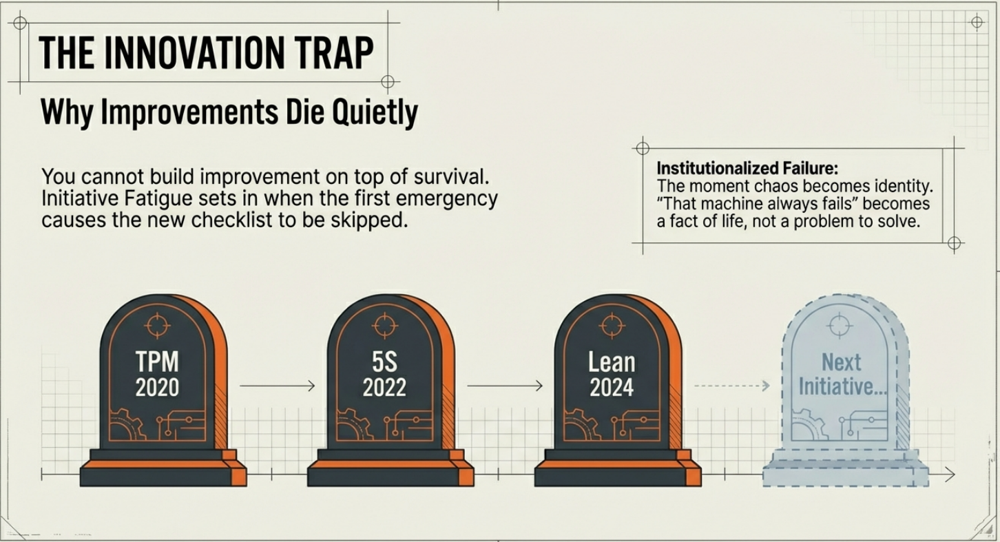 THE INNOVATION TRAP
Why Improvements Die Quietly
You cannot build improvement on top of survival.
Initiative Fatigue sets in when the first emergency
causes the new checklist to be skipped.
Institutionalized Failure:
The moment chaos becomes identity.
“That machine always fails” becomes
a fact of life, not a problem to solve.
TPM
2020
5S
2022
Lean
2024
Next
Initiative...